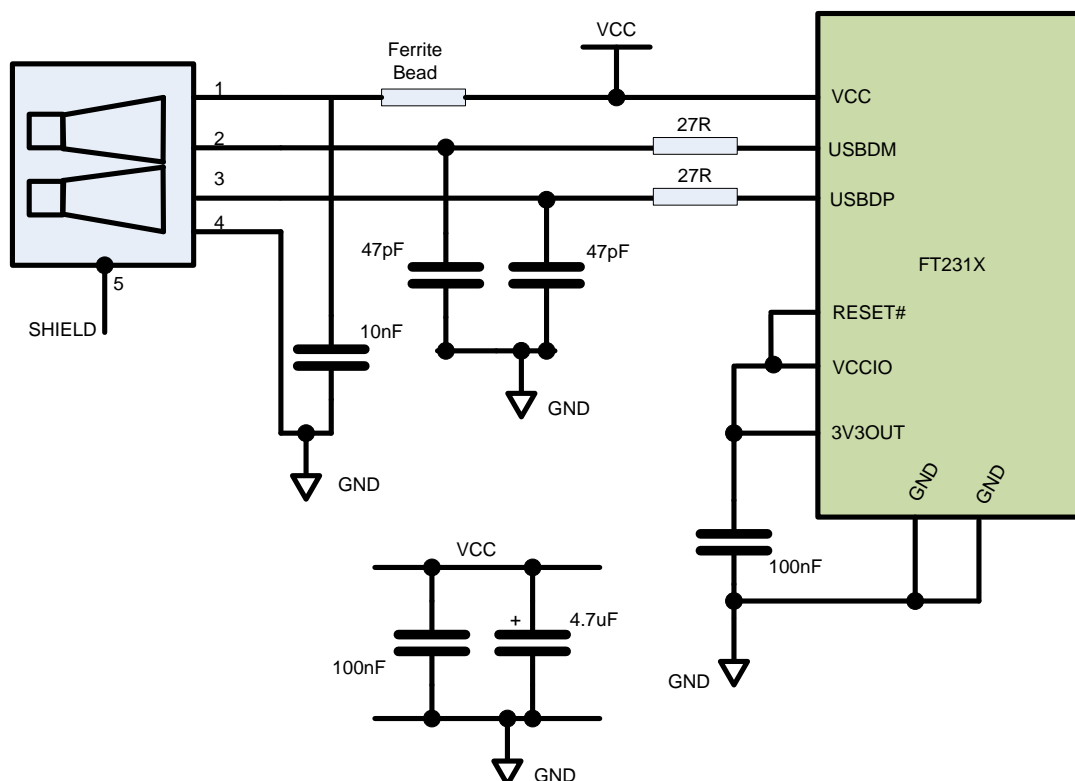 VCC
Ferrite
Bead
1
VCC
2
27R
USBDM
3
27R
USBDP
4
47pF
47pF
FT231X
5
SHIELD
10nF
RESET#
VCCIO
GND
3V3OUT
GND
GND
GND
VCC
100nF
+
4.7uF
100nF
GND
GND